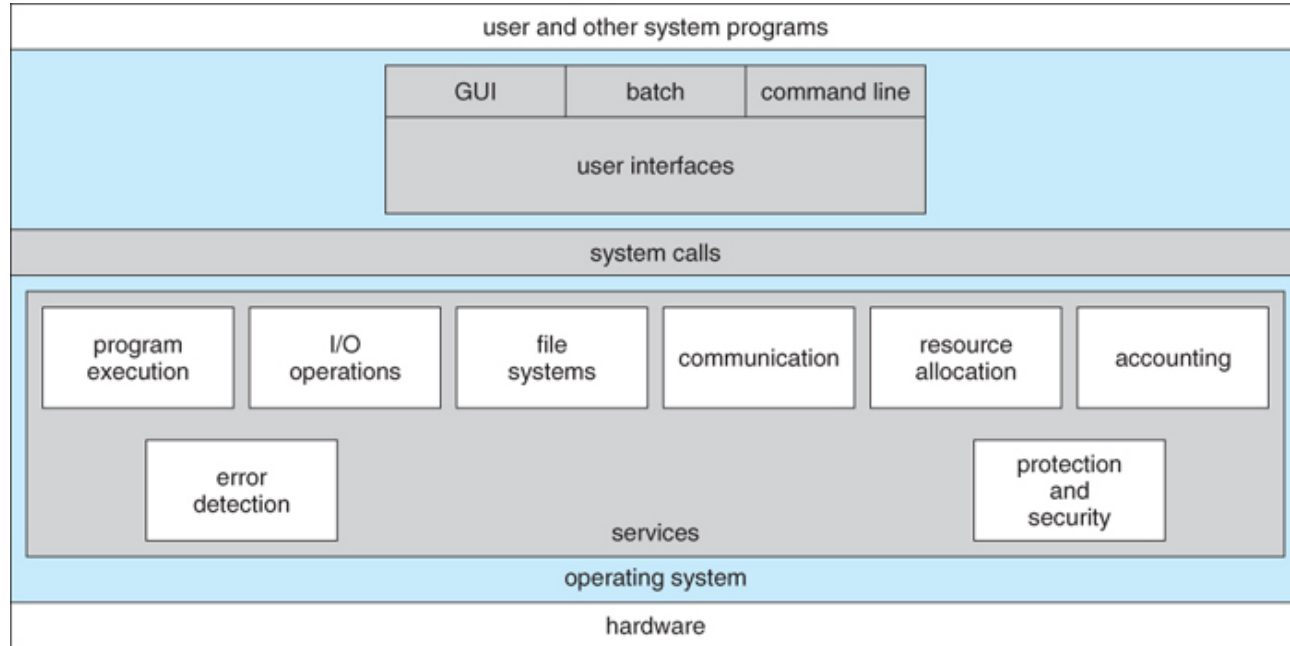 user and other system programs
GUI
batch
command line
user interfaces
system calls
program
execution
I/O
operations
file
systems
communication
resource
allocation
accounting
error
detection
protection
and
security
services
operating system
hardware